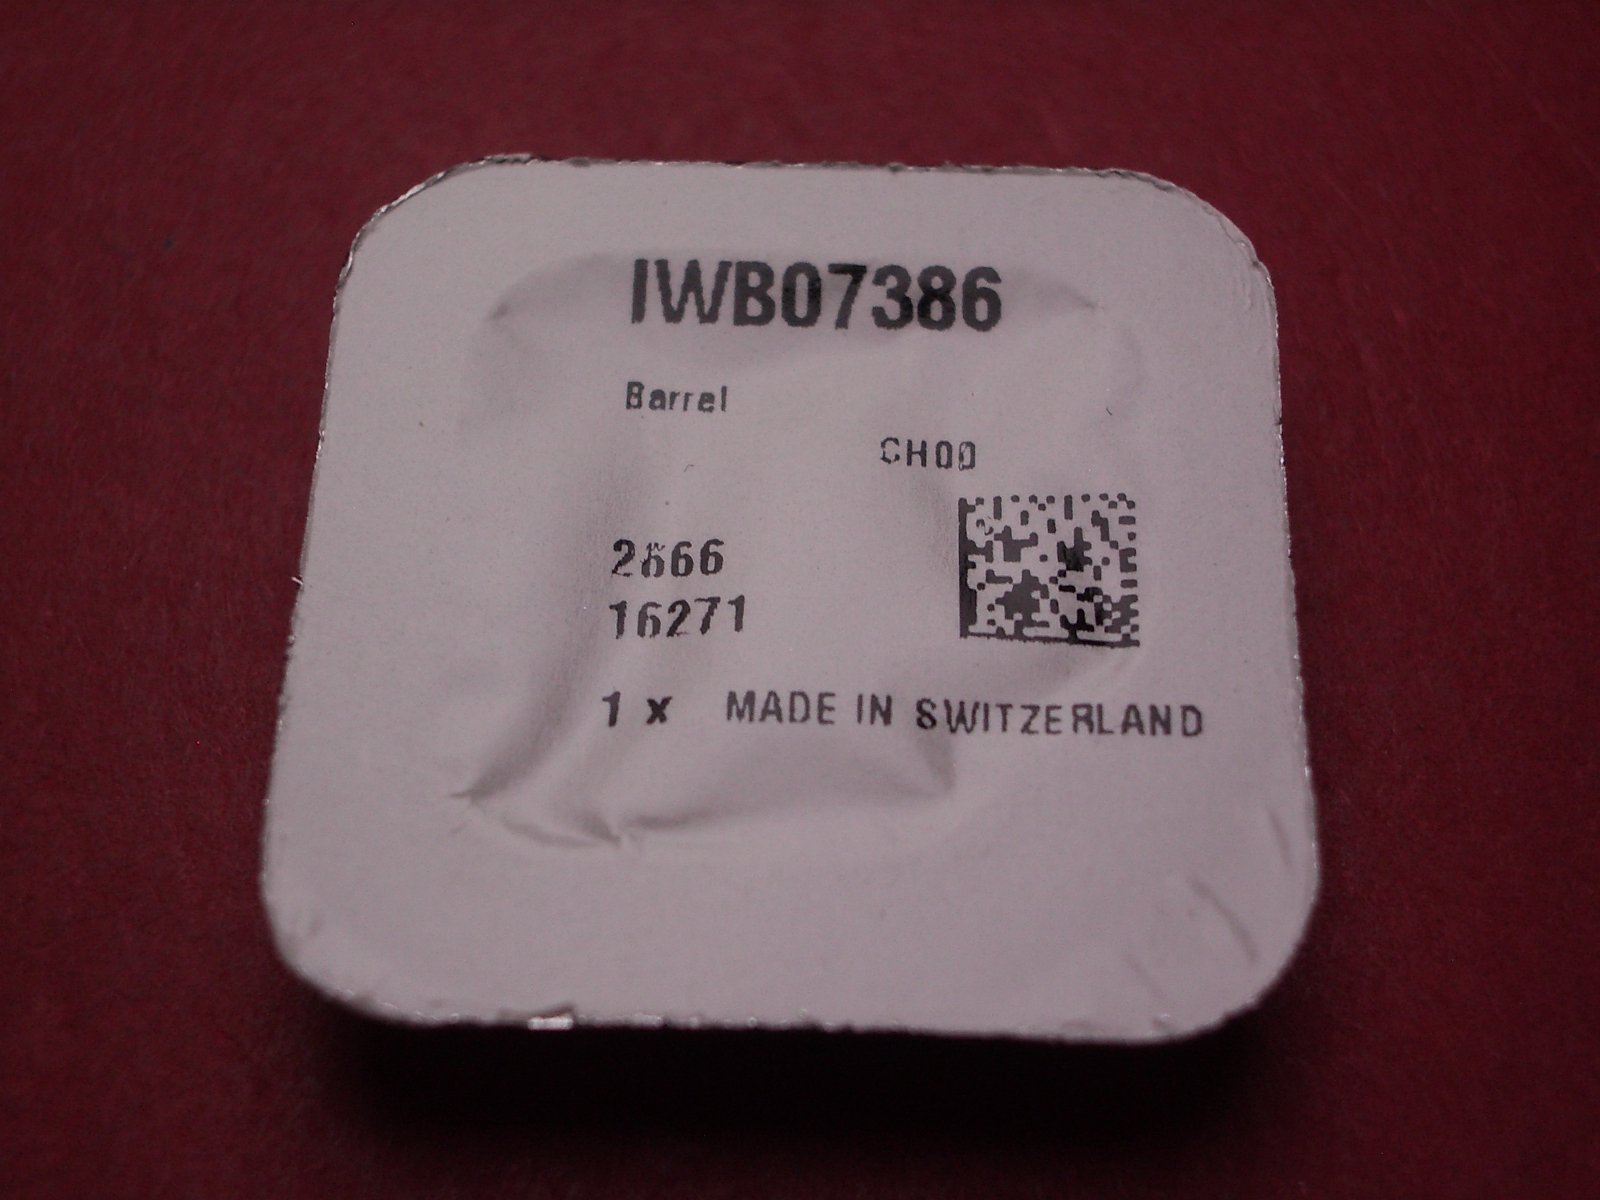 IWB07386
Barrel
CH00
2666
16271
1 x MADE IN SWITZERLAND